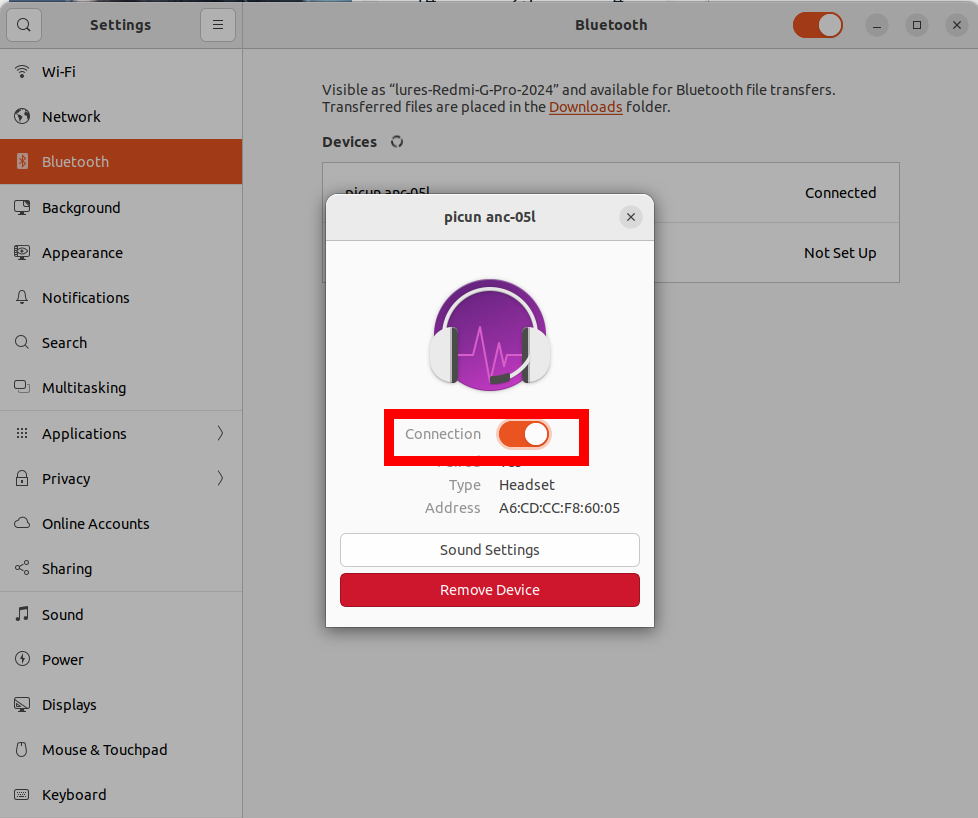 Settings
Bluetooth
Wi-Fi
Network
Bluetooth
Background
Appearance
Notifications
Search
Multitasking
Applications
Privacy
Online Accounts
Sharing
Sound
Power
Displays
Mouse & Touchpad
Keyboard
Visible as “lures-Redmi-G-Pro-2024” and available for Bluetooth file transfers.
Transferred files are placed in the Downloads folder.
Devices
picun anc-05l Connected
Not Set Up
picun anc-05l
Connection
Type Headset
Address A6:CD:CC:F8:60:05
Sound Settings
Remove Device